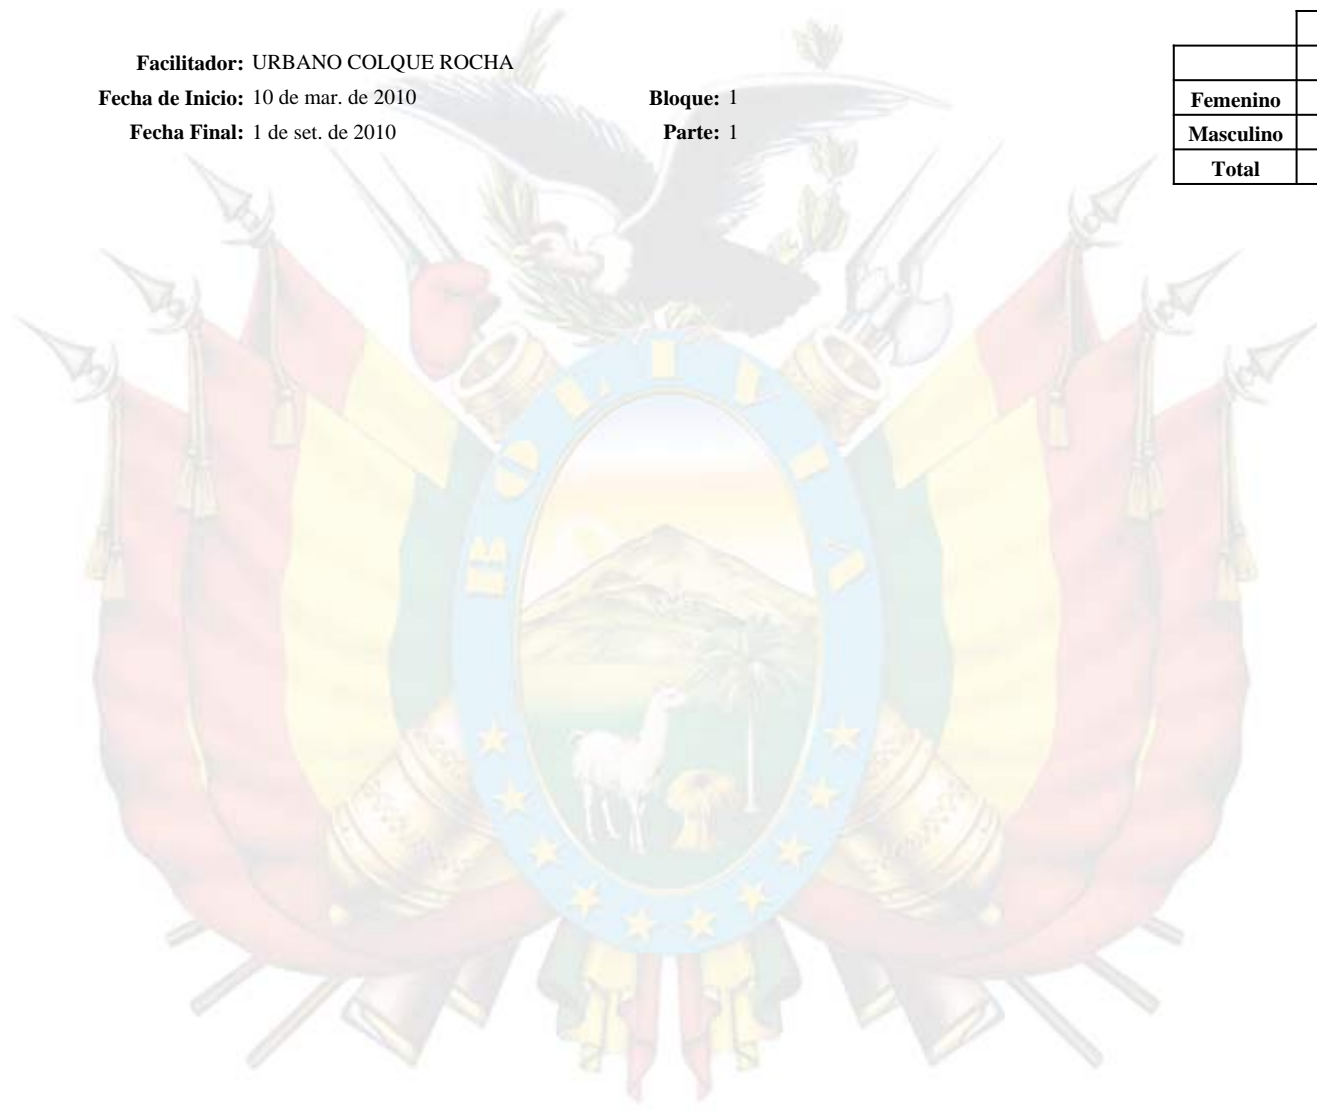 Facilitador: URBANO COLQUE ROCHA
Fecha de Inicio: 10 de mar. de 2010 Bloque: 1
Fecha Final: 1 de set. de 2010 Parte: 1
Femenino
Masculino
Total
BOLIVIA